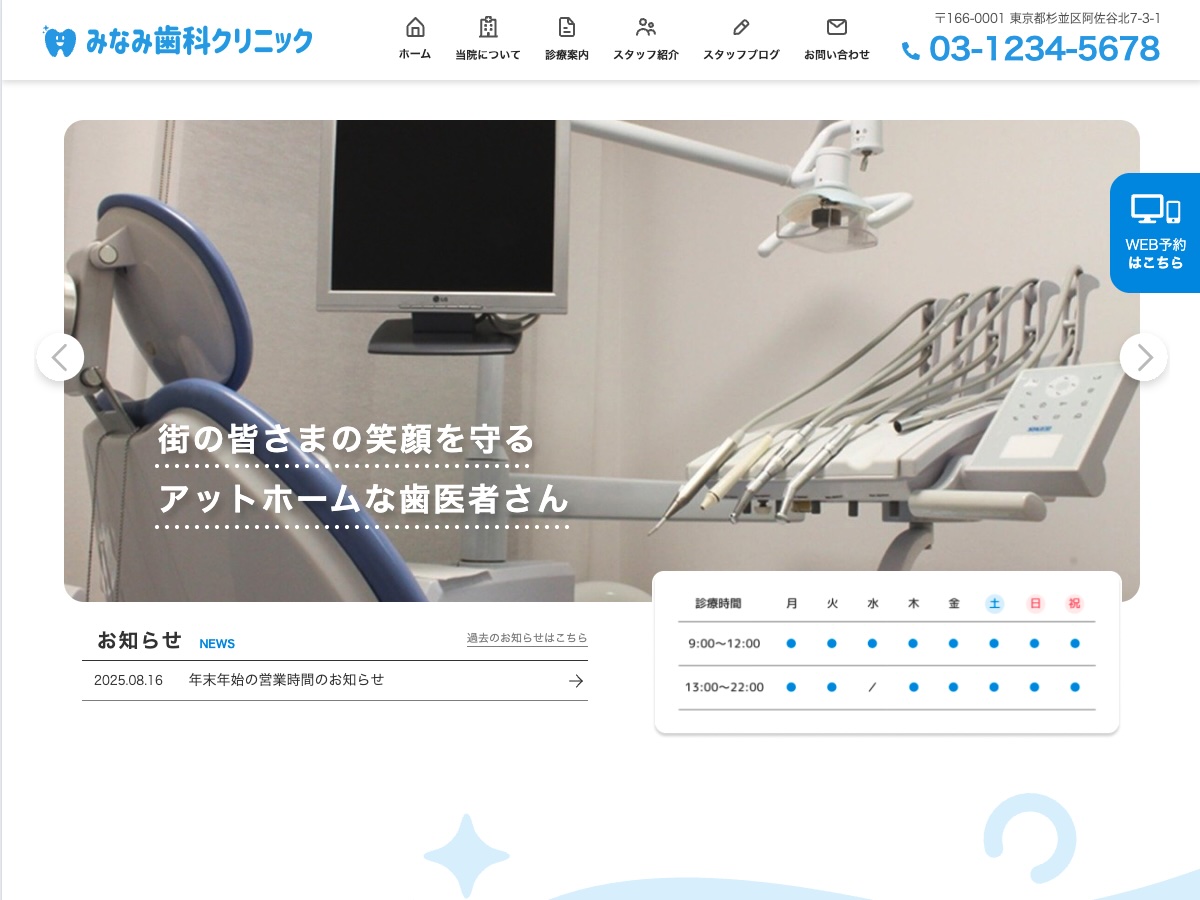 みなみ歯科クリニック
ホーム
当院について
診療案内
スタッフ紹介
スタッフブログ
お問い合わせ
〒166-0001 東京都杉並区阿佐谷北7-3-1
03-1234-5678
WEB予約
はこちら
LG
街の皆さまの笑顔を守る
アットホームな歯医者さん
お知らせ NEWS
過去のお知らせはこちら
2025.08.16 年末年始の営業時間のお知らせ
診療時間 月 火 水 木 金 土 日 祝
9:00〜12:00 ● ● ● ● ● ● ● ●
13:00〜22:00 ● ● / ● ● ● ● ●